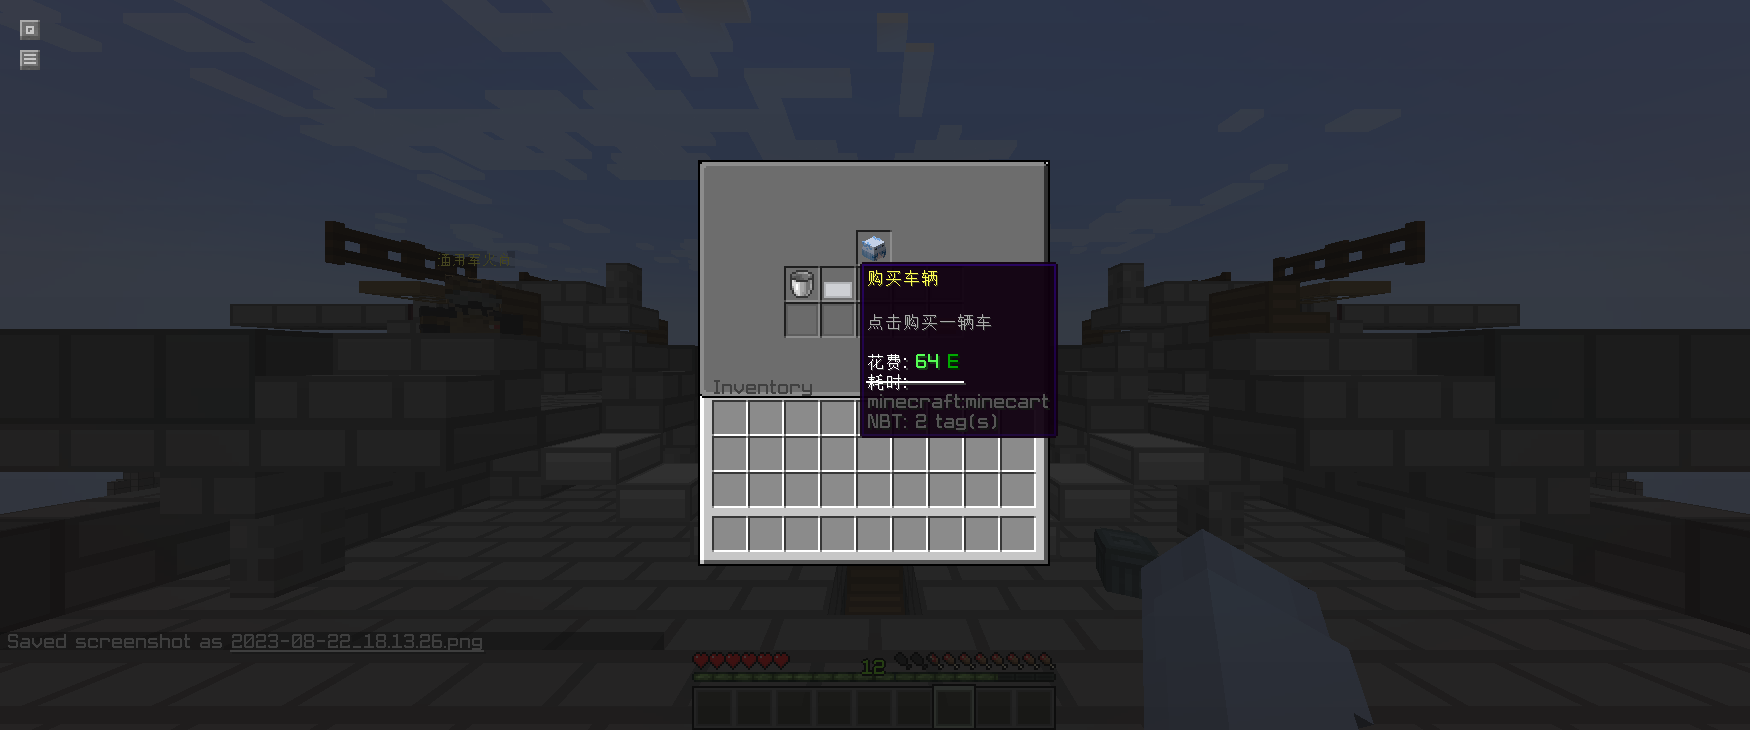 购买车辆
点击购买一辆车
花费: 64 E
耗时:
minecraft:minecart
NBT: 2 tag(s)
Inventory
Saved screenshot as 2023-08-22_18.13.26.png
12